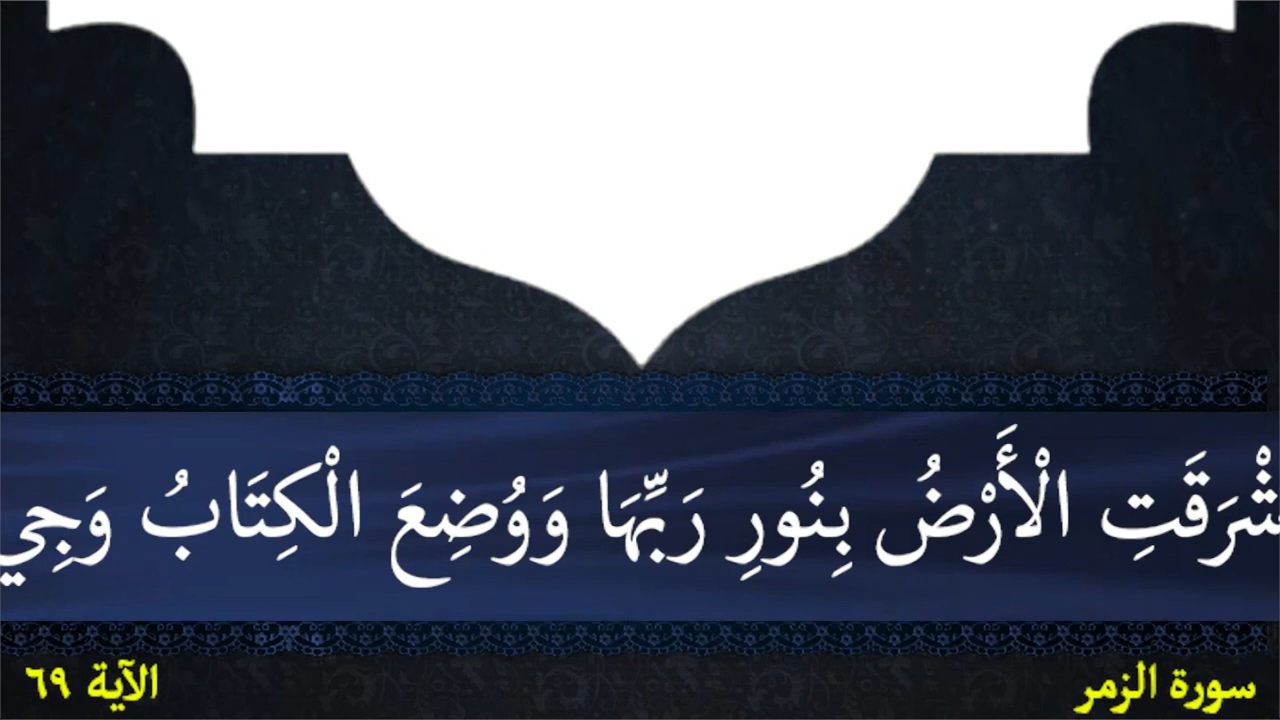 شْرَقَتِ الْأَرْضُ بِنُورِ رَبِّهَا وَوُضِعَ الْكِتَابُ وَجِي
سورة الزمر
الآية ٦٩